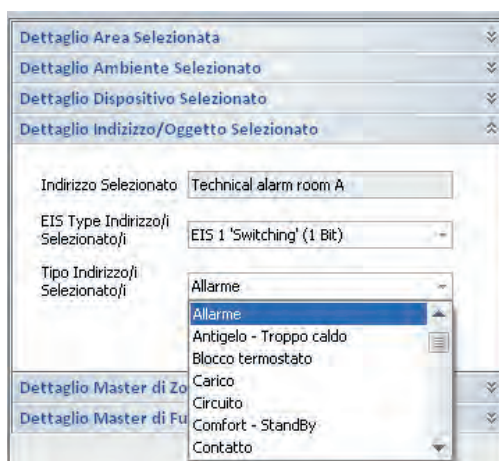 Dettaglio Area Selezionata
Dettaglio Ambiente Selezionato
Dettaglio Dispositivo Selezionato
Dettaglio Indizizzo/Oggetto Selezionato
Indirizzo Selezionato Technical alarm room A
EIS Type Indirizzo/i
Selezionato/i
EIS 1 'Switching' (1 Bit)
Tipo Indirizzo/i
Selezionato/i
Allarme
Allarme
Antigelo - Troppo caldo
Blocco termostato
Carico
Circuito
Comfort - StandBy
Contatto
Dettaglio Master di Zo
Dettaglio Master di Fu